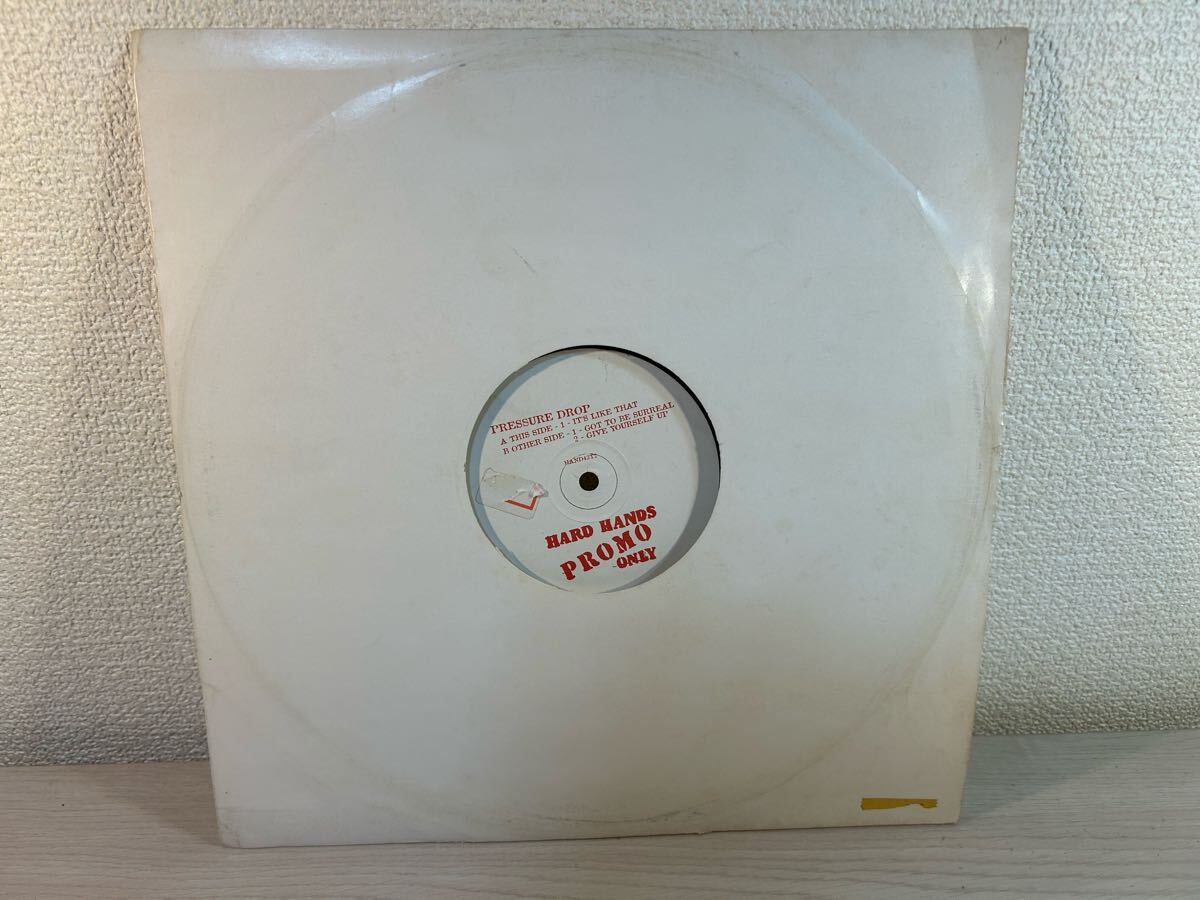 PRESSURE DROP
A THIS SIDE - 1 - IT'S LIKE THAT
B OTHER SIDE - 1 - GOT TO BE SURREAL
2 - GIVE YOURSELF UP
HARD HANDS
PROMO
ONLY